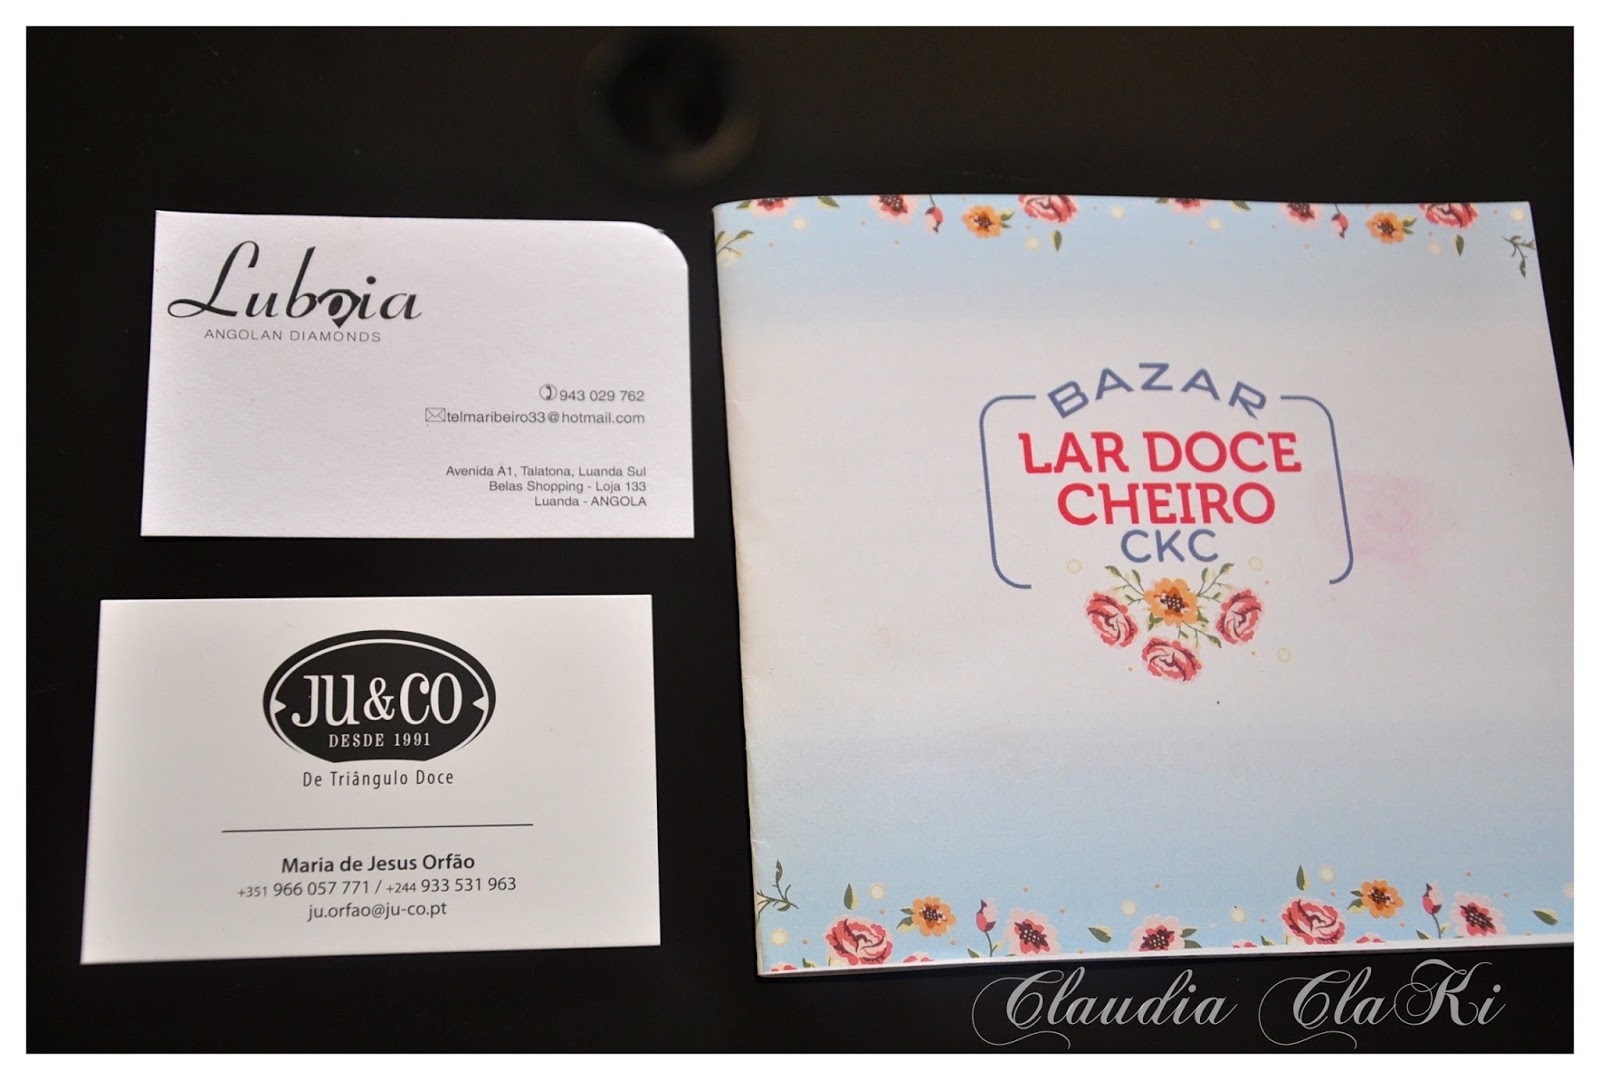 Luboia
ANGOLAN DIAMONDS
943 029 762
telmaribeiro33@hotmail.com
Avenida A1, Talatona, Luanda Sul
Belas Shopping - Loja 133
Luanda - ANGOLA
JU&CO
DESDE 1991
De Triângulo Doce
Maria de Jesus Orfão
+351 966 057 771 / +244 933 531 963
ju.orfao@ju-co.pt
BAZAR
LAR DOCE
CHEIRO
CKC
Claudia ClaKi